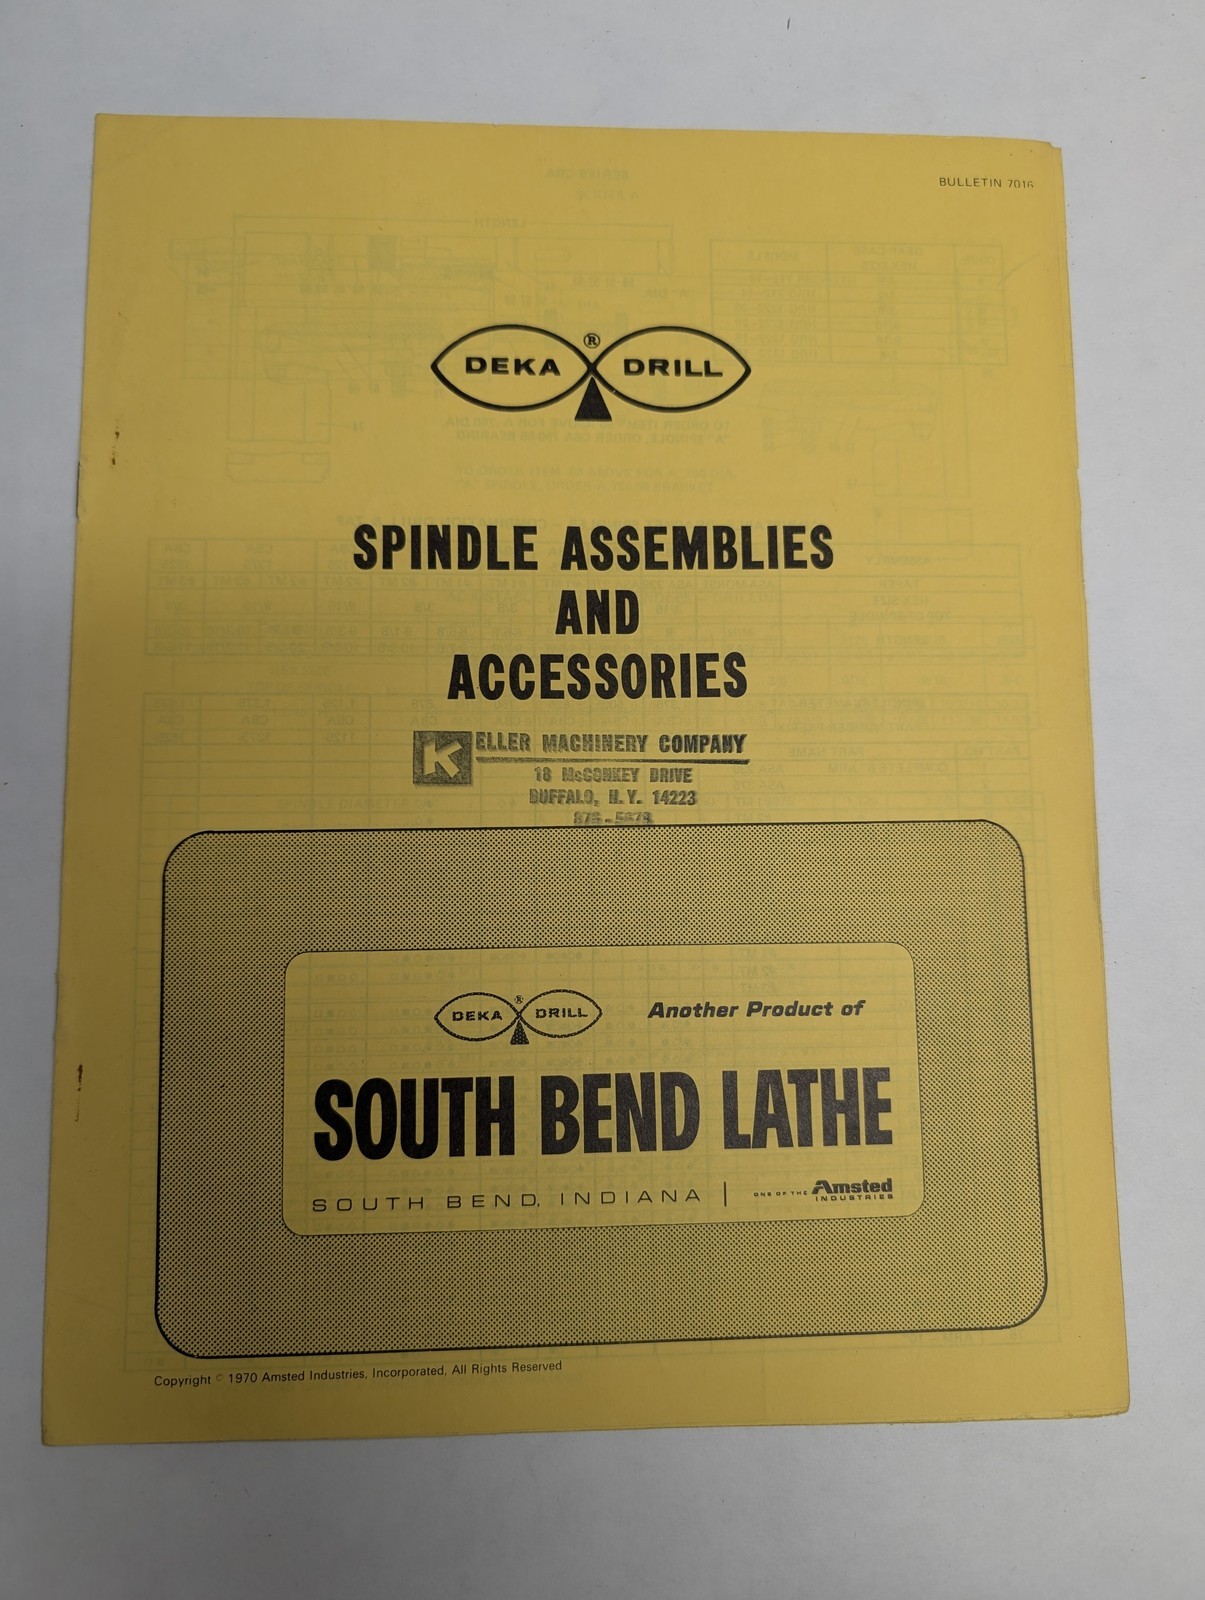 BULLETIN 7016
DEKA ® DRILL
SPINDLE ASSEMBLIES
AND
ACCESSORIES
KELLER MACHINERY COMPANY
18 McCONKEY DRIVE
BUFFALO, N.Y. 14223
DEKA ® DRILL Another Product of
SOUTH BEND LATHE
SOUTH BEND, INDIANA | ONE OF THE Amsted
INDUSTRIES
Copyright © 1970 Amsted Industries, Incorporated, All Rights Reserved